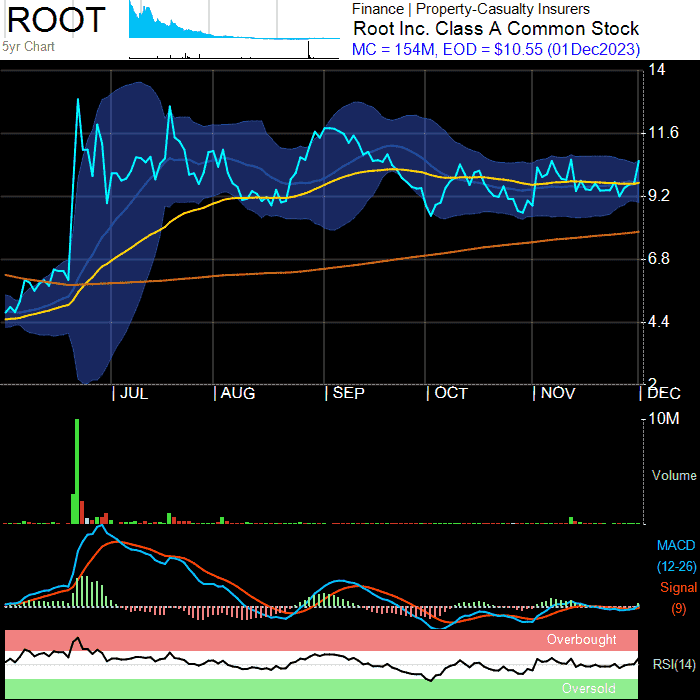 ROOT
5yr Chart
Finance | Property-Casualty Insurers
Root Inc. Class A Common Stock
MC = 154M, EOD = $10.55 (01Dec2023)
14
11.6
9.2
6.8
4.4
2
| JUL
| AUG
| SEP
| OCT
| NOV
| DEC
10M
Volume
MACD
(12-26)
Signal
(9)
Overbought
RSI(14)
Oversold